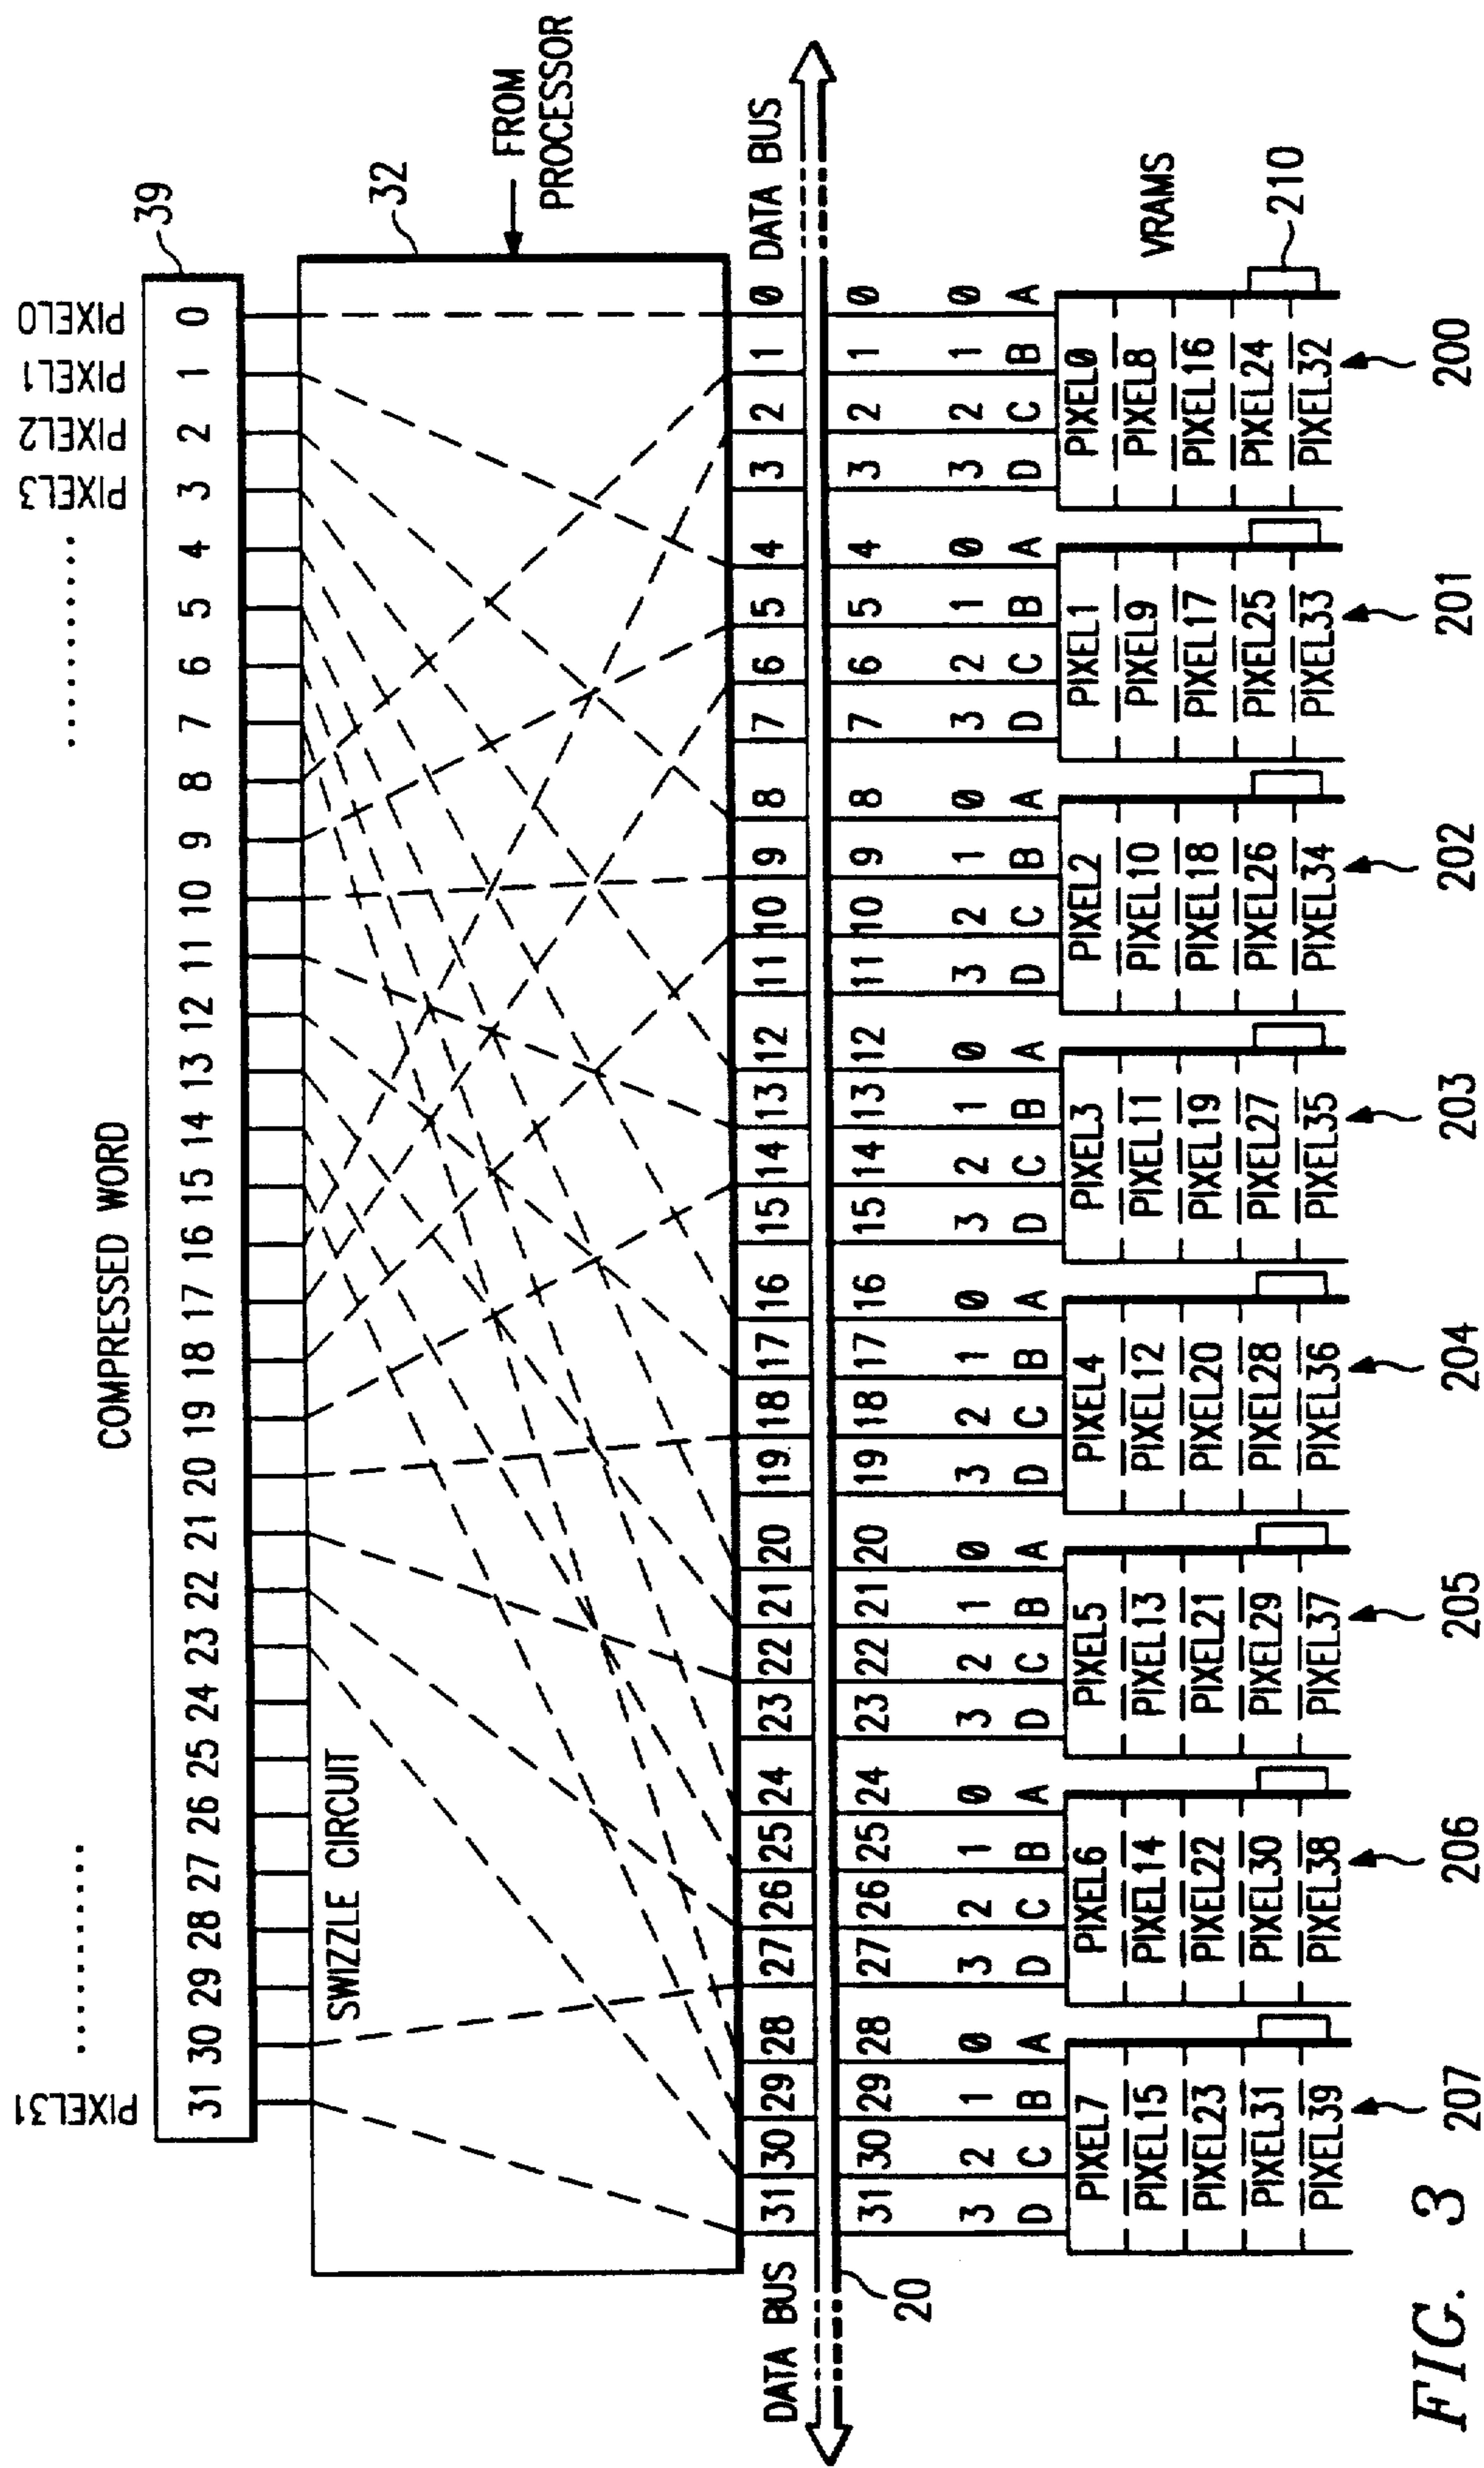 COMPRESSED WORD
PIXEL31 ......... ......... PIXEL3 PIXEL2 PIXEL1 PIXEL0
31 30 29 28 27 26 25 24 23 22 21 20 19 18 17 16 15 14 13 12 11 10 9 8 7 6 5 4 3 2 1 0
39
32
SWIZZLE CIRCUIT
FROM
PROCESSOR
DATA BUS 31 30 29 28 27 26 25 24 23 22 21 20 19 18 17 16 15 14 13 12 11 10 9 8 7 6 5 4 3 2 1 0 DATA BUS
20
31 30 29 28 27 26 25 24 23 22 21 20 19 18 17 16 15 14 13 12 11 10 9 8 7 6 5 4 3 2 1 0
3 2 1 0 3 2 1 0 3 2 1 0 3 2 1 0 3 2 1 0 3 2 1 0 3 2 1 0 3 2 1 0
D C B A D C B A D C B A D C B A D C B A D C B A D C B A D C B A
VRAMS
PIXEL7 PIXEL6 PIXEL5 PIXEL4 PIXEL3 PIXEL2 PIXEL1 PIXEL0
PIXEL15 PIXEL14 PIXEL13 PIXEL12 PIXEL11 PIXEL10 PIXEL9 PIXEL8
PIXEL23 PIXEL22 PIXEL21 PIXEL20 PIXEL19 PIXEL18 PIXEL17 PIXEL16
PIXEL31 PIXEL30 PIXEL29 PIXEL28 PIXEL27 PIXEL26 PIXEL25 PIXEL24
PIXEL39 PIXEL38 PIXEL37 PIXEL36 PIXEL35 PIXEL34 PIXEL33 PIXEL32
210
207 206 205 204 203 202 201 200
FIG. 3